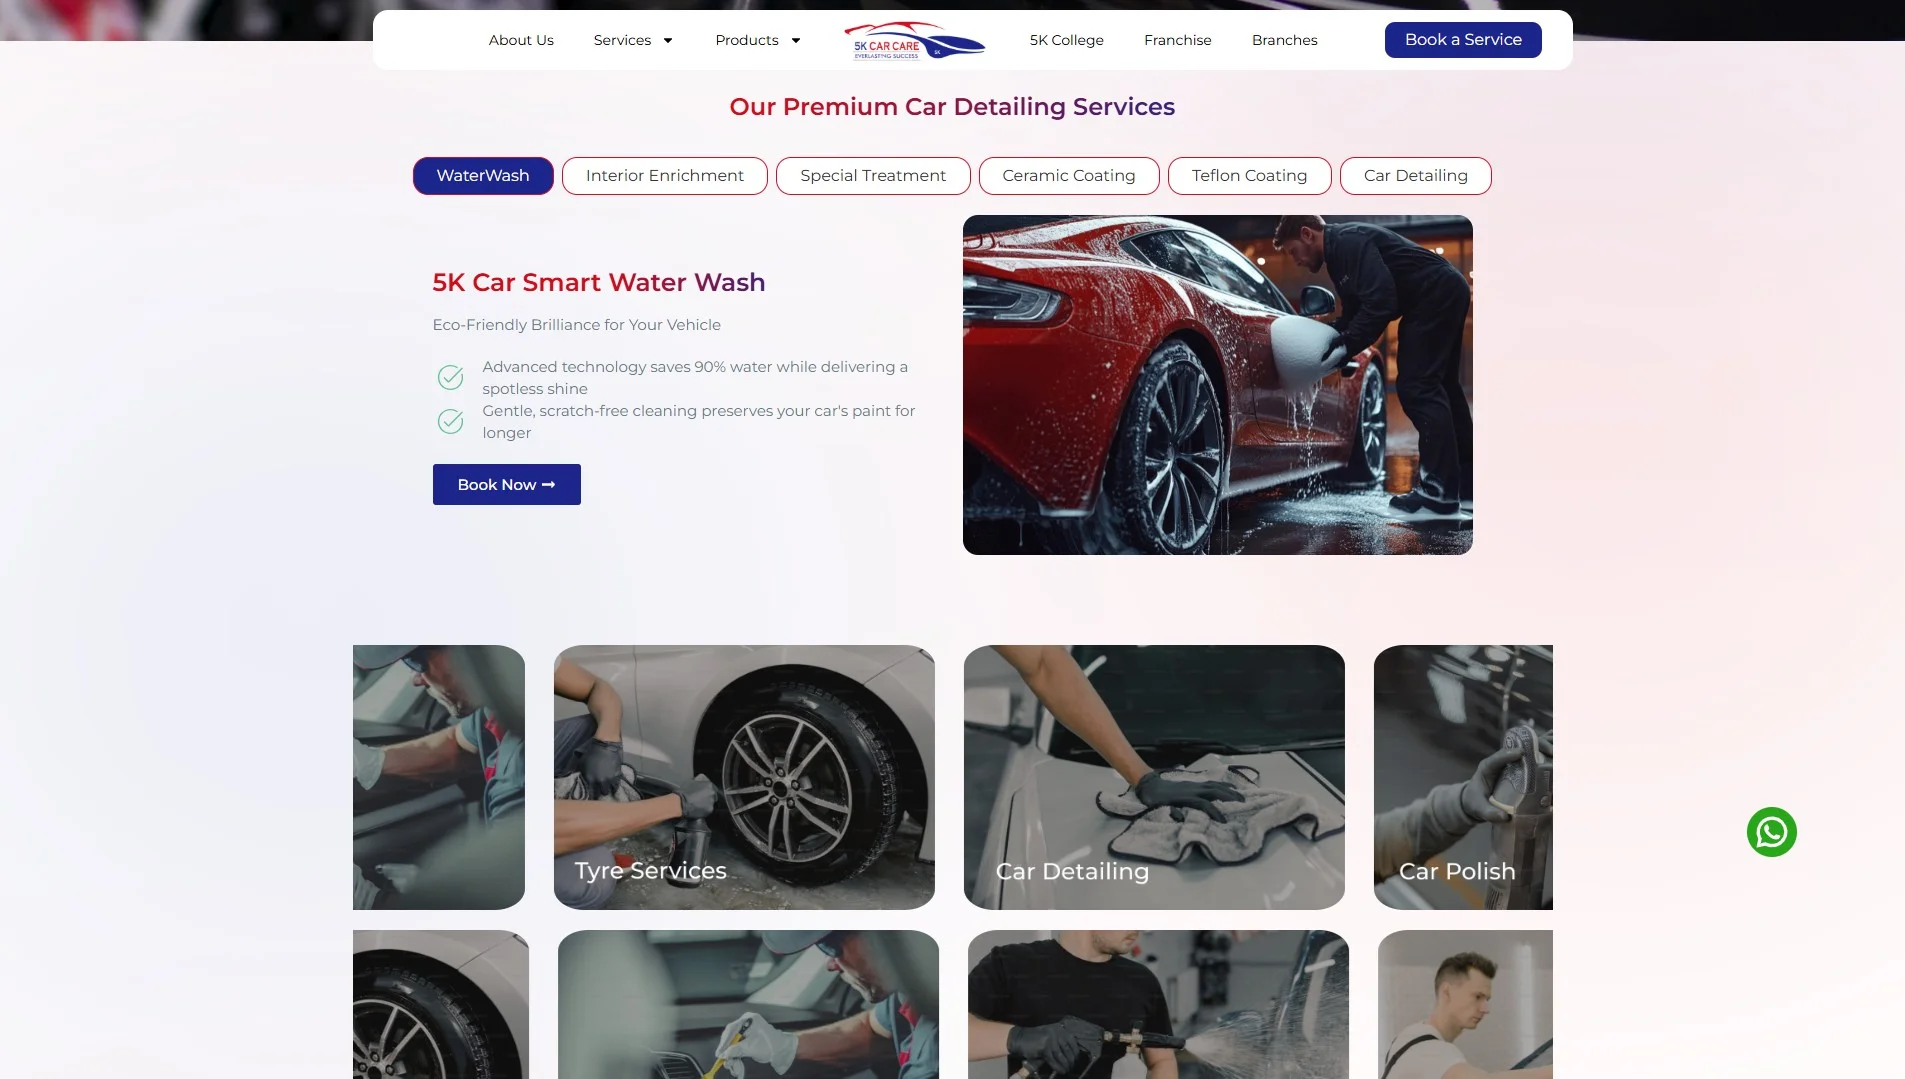 About Us
Services
Products
5K CAR CARE
EVERLASTING SUCCESS
5K
5K College
Franchise
Branches
Book a Service
Our Premium Car Detailing Services
WaterWash
Interior Enrichment
Special Treatment
Ceramic Coating
Teflon Coating
Car Detailing
5K Car Smart Water Wash
Eco-Friendly Brilliance for Your Vehicle
Advanced technology saves 90% water while delivering a
spotless shine
Gentle, scratch-free cleaning preserves your car's paint for
longer
Book Now
Tyre Services
Car Detailing
Car Polish